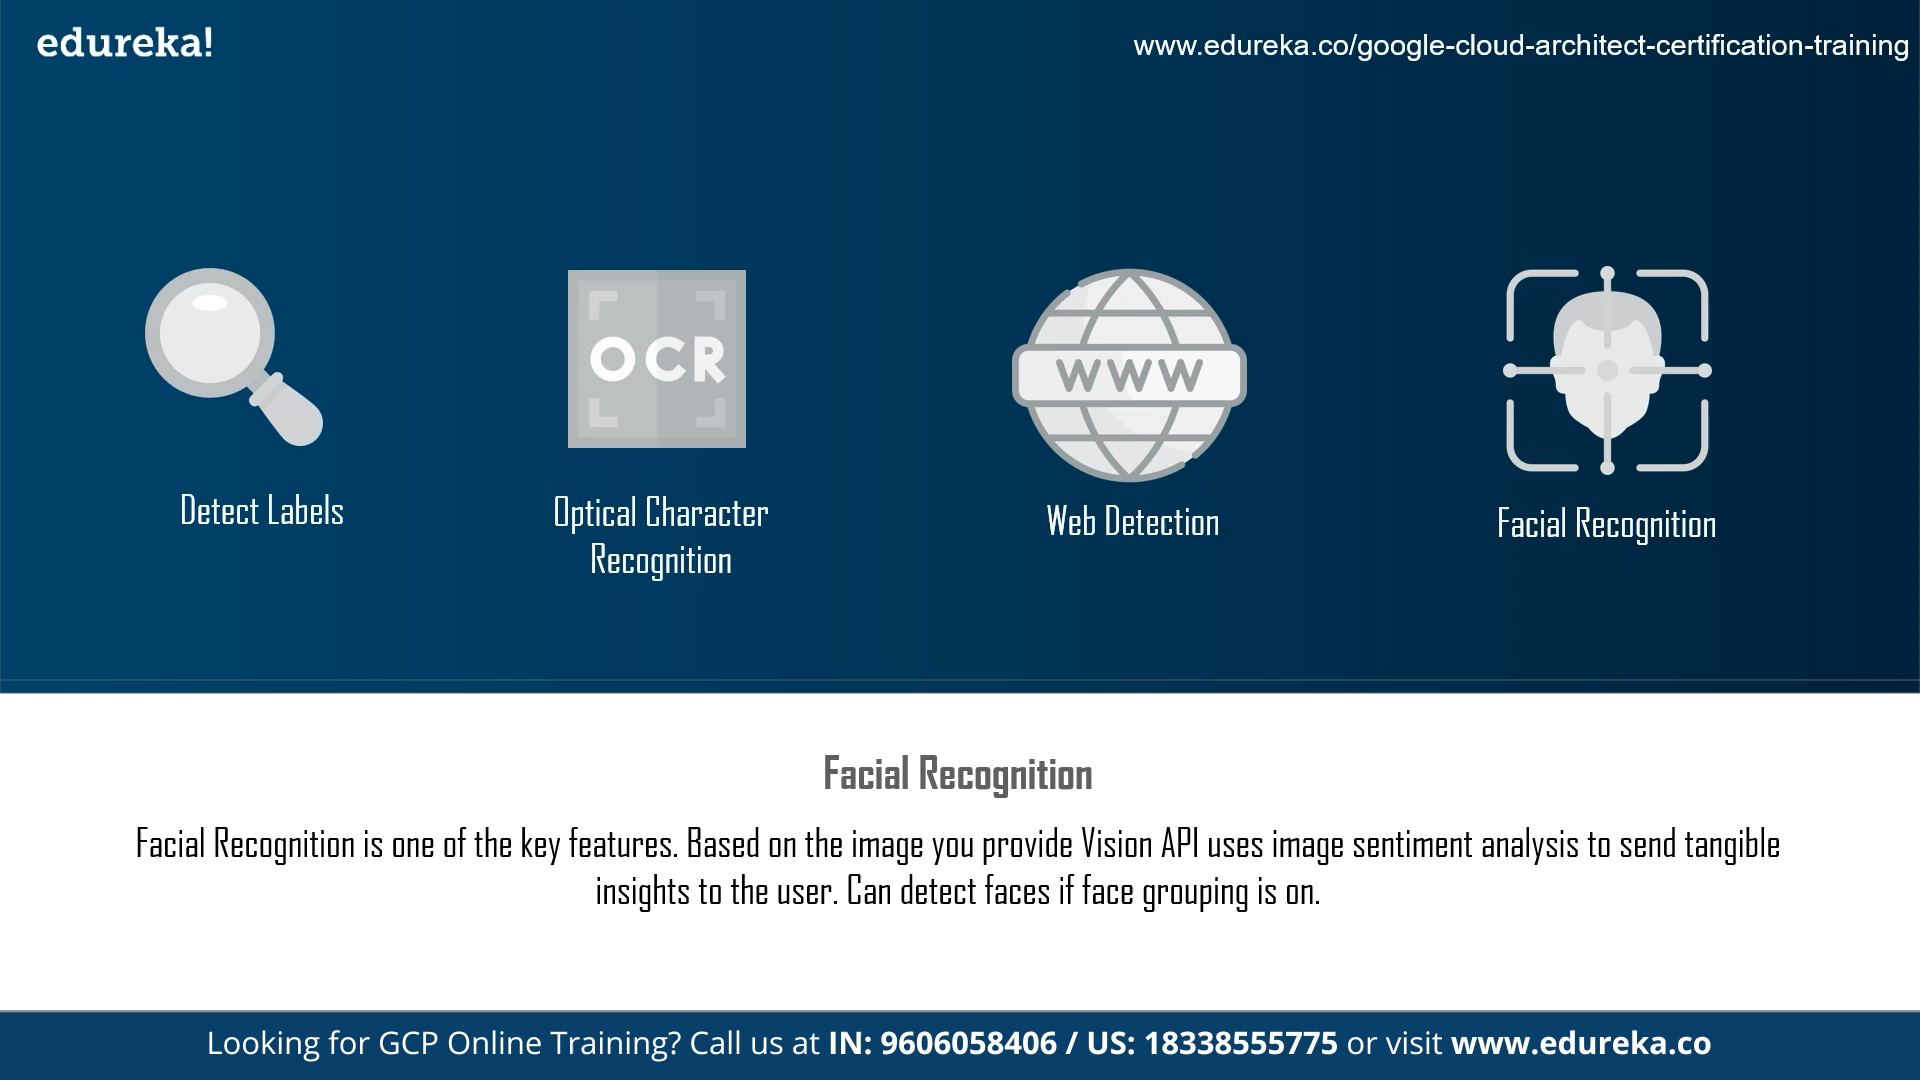 edureka!
www.edureka.co/google-cloud-architect-certification-training
OCR
WWW
Detect Labels
Optical Character
Recognition
Web Detection
Facial Recognition
Facial Recognition
Facial Recognition is one of the key features. Based on the image you provide Vision API uses image sentiment analysis to send tangible
insights to the user. Can detect faces if face grouping is on.
Looking for GCP Online Training? Call us at IN: 9606058406 / US: 18338555775 or visit www.edureka.co